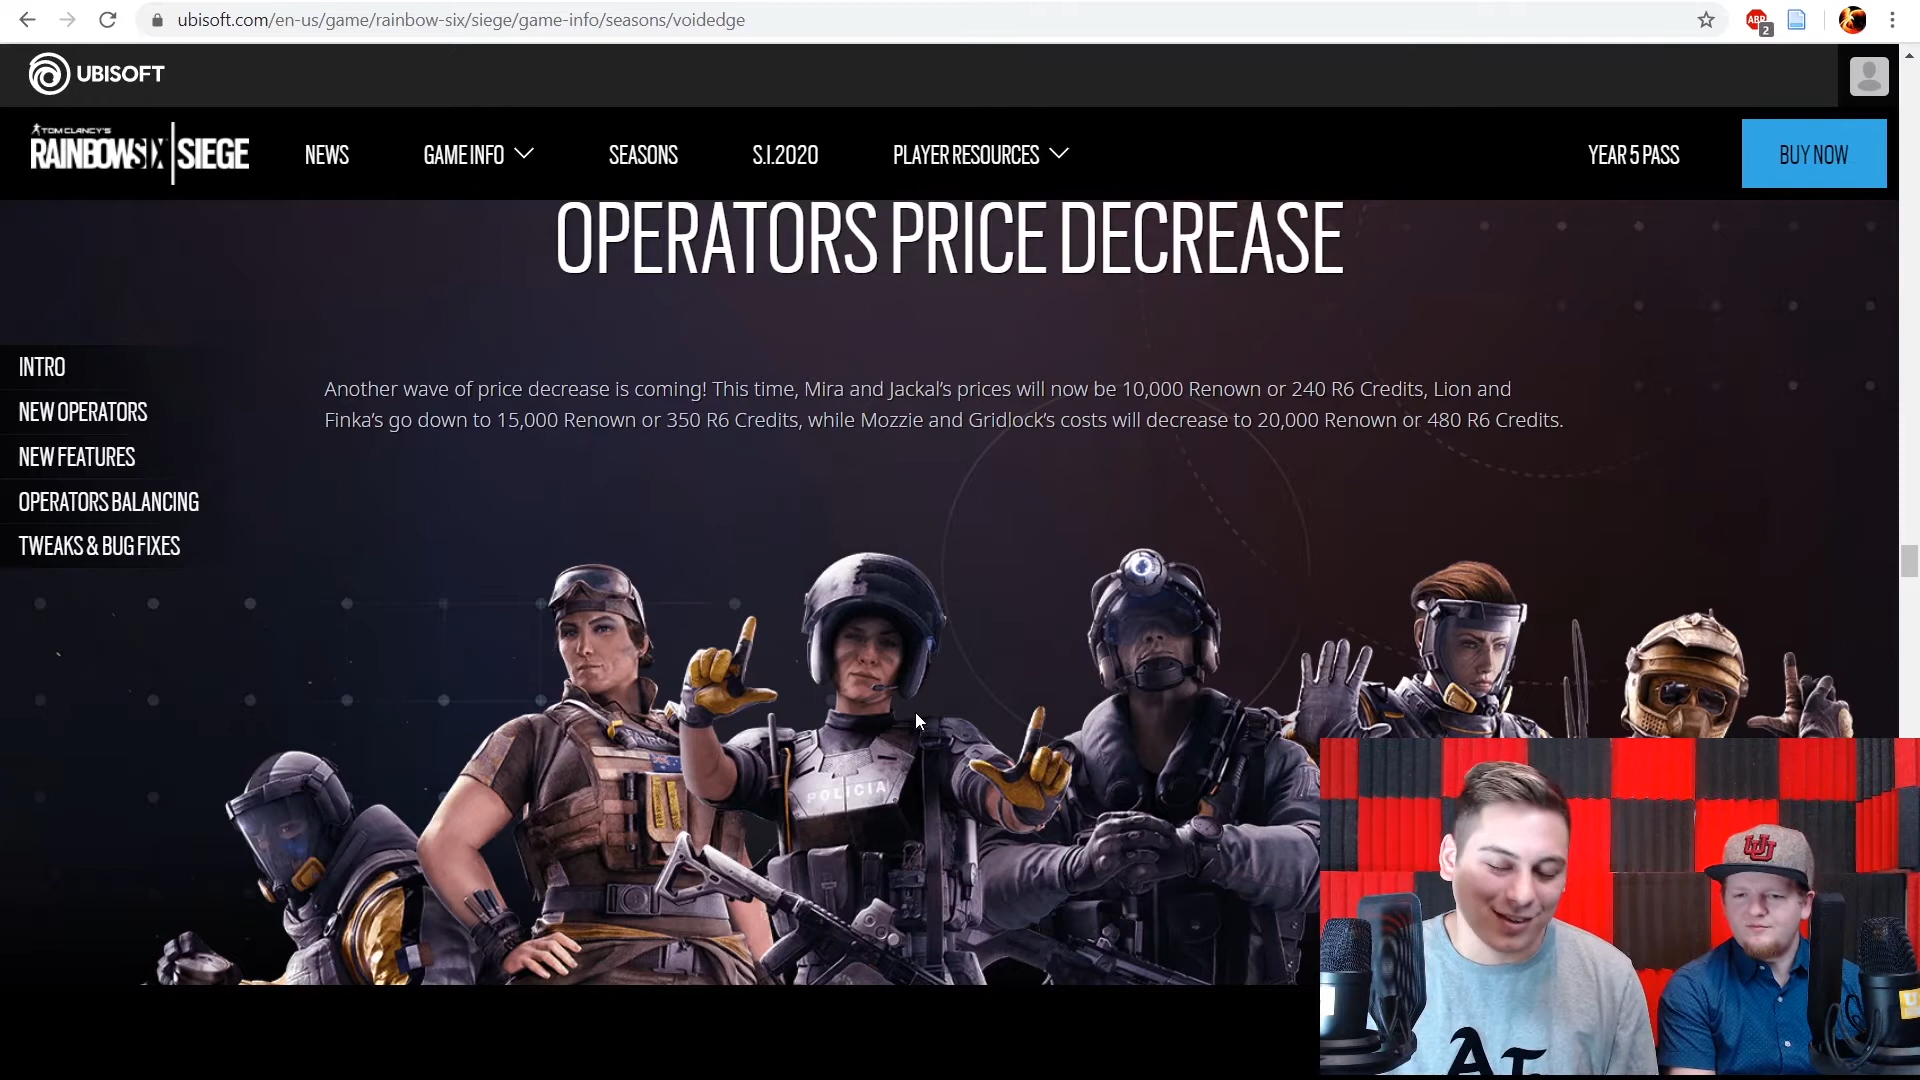 ubisoft.com/en-us/game/rainbow-six/siege/game-info/seasons/voidedge
ABP
2
UBISOFT
TOM CLANCY'S
RAINBOWSIX|SIEGE
NEWS
GAME INFO
SEASONS
S.I.2020
PLAYER RESOURCES
YEAR 5 PASS
BUY NOW
OPERATORS PRICE DECREASE
INTRO
NEW OPERATORS
NEW FEATURES
OPERATORS BALANCING
TWEAKS & BUG FIXES
Another wave of price decrease is coming! This time, Mira and Jackal's prices will now be 10,000 Renown or 240 R6 Credits, Lion and
Finka's go down to 15,000 Renown or 350 R6 Credits, while Mozzie and Gridlock's costs will decrease to 20,000 Renown or 480 R6 Credits.
POLICIA